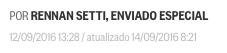 POR RENNAN SETTI, ENVIADO ESPECIAL
12/09/2016 13:28 / atualizado 14/09/2016 8:21